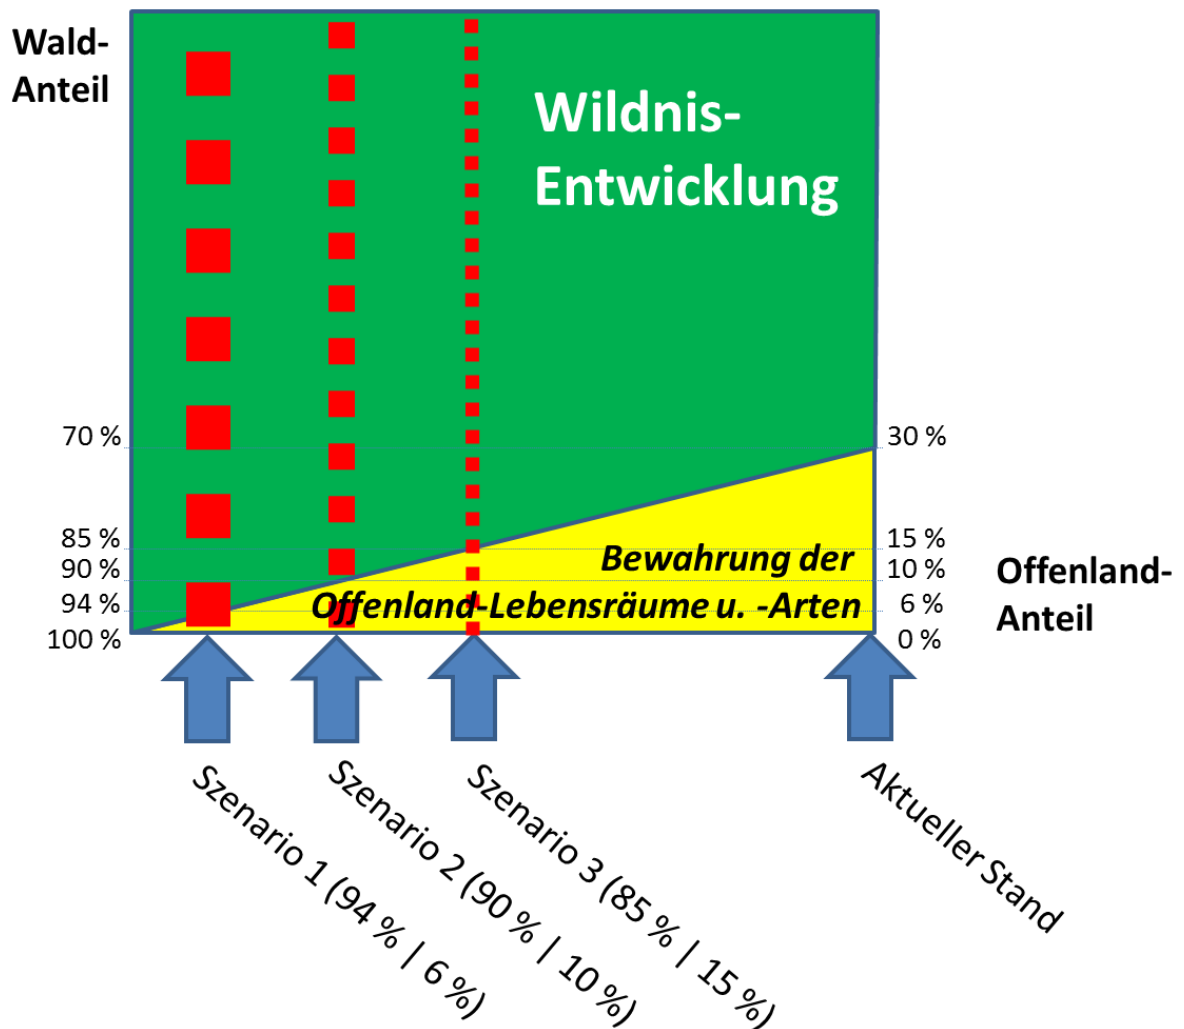 Wald-
Anteil
Wildnis-
Entwicklung
70 %
30 %
85 %
15 %
90 %
10 %
94 %
6 %
100 %
0 %
Bewahrung der
Offenland-Lebensräume u. -Arten
Offenland-
Anteil
Szenario 1 (94 % | 6 %)
Szenario 2 (90 % | 10 %)
Szenario 3 (85 % | 15 %)
Aktueller Stand